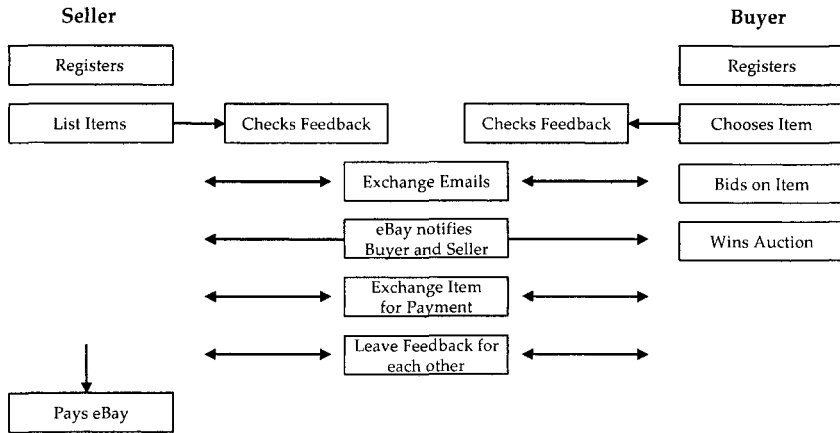 Seller
Buyer
Registers
Registers
List Items
Checks Feedback
Checks Feedback
Chooses Item
Exchange Emails
Bids on Item
eBay notifies
Buyer and Seller
Wins Auction
Exchange Item
for Payment
Leave Feedback for
each other
Pays eBay